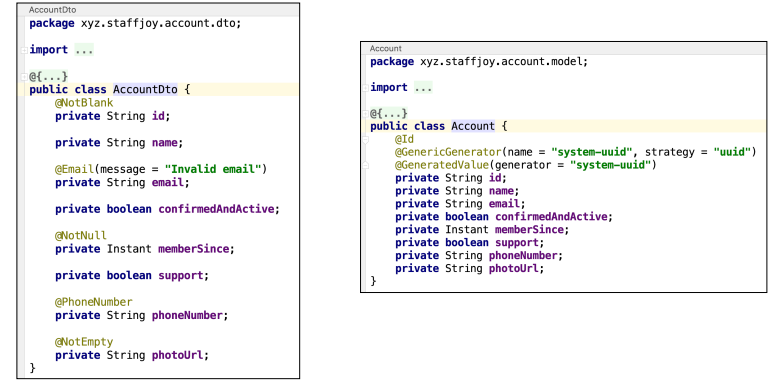 AccountDto
package xyz.staffjoy.account.dto;
import ...
@{...}
public class AccountDto {
@NotBlank
private String id;
private String name;
@Email(message = "Invalid email")
private String email;
private boolean confirmedAndActive;
@NotNull
private Instant memberSince;
private boolean support;
@PhoneNumber
private String phoneNumber;
@NotEmpty
private String photoUrl;
}
Account
package xyz.staffjoy.account.model;
import ...
@{...}
public class Account {
@Id
@GenericGenerator(name = "system-uuid", strategy = "uuid")
@GeneratedValue(generator = "system-uuid")
private String id;
private String name;
private String email;
private boolean confirmedAndActive;
private Instant memberSince;
private boolean support;
private String phoneNumber;
private String photoUrl;
}